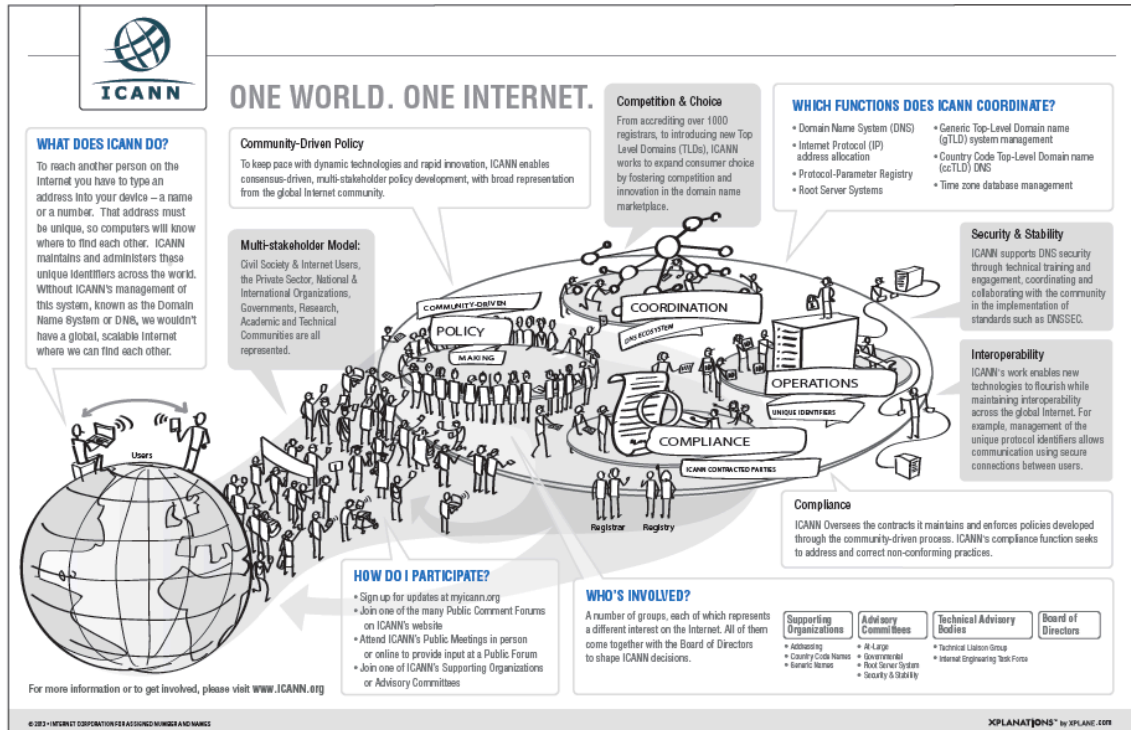 ICANN
ONE WORLD. ONE INTERNET.
WHAT DOES ICANN DO?
To reach another person on the
Internet you have to type an
address into your device – a name
or a number. That address must
be unique, so computers will know
where to find each other. ICANN
maintains and administers these
unique identifiers across the world.
Without ICANN's management of
this system, known as the Domain
Name System or DNS, we wouldn't
have a global, scalable Internet
where we can find each other.
Community-Driven Policy
To keep pace with dynamic technologies and rapid innovation, ICANN enables
consensus-driven, multi-stakeholder policy development, with broad representation
from the global Internet community.
Multi-stakeholder Model:
Civil Society & Internet Users,
the Private Sector, National &
International Organizations,
Governments, Research,
Academic and Technical
Communities are all
represented.
Competition & Choice
From accrediting over 1000
registrars, to introducing new Top
Level Domains (TLDs), ICANN
works to expand consumer choice
by fostering competition and
innovation in the domain name
marketplace.
WHICH FUNCTIONS DOES ICANN COORDINATE?
• Domain Name System (DNS)
• Internet Protocol (IP)
address allocation
• Protocol-Parameter Registry
• Root Server Systems
• Generic Top-Level Domain name
(gTLD) system management
• Country Code Top-Level Domain name
(ccTLD) DNS
• Time zone database management
Security & Stability
ICANN supports DNS security
through technical training and
engagement, coordinating and
collaborating with the community
in the implementation of
standards such as DNSSEC.
Interoperability
ICANN's work enables new
technologies to flourish while
maintaining interoperability
across the global Internet. For
example, management of the
unique protocol identifiers allows
communication using secure
connections between users.
COMMUNITY-DRIVEN
POLICY
MAKING
COORDINATION
DNS ECOSYSTEM
OPERATIONS
UNIQUE IDENTIFIERS
COMPLIANCE
ICANN CONTRACTED PARTIES
Users
Registrar
Registry
Compliance
ICANN Oversees the contracts it maintains and enforces policies developed
through the community-driven process. ICANN's compliance function seeks
to address and correct non-conforming practices.
HOW DO I PARTICIPATE?
• Sign up for updates at myicann.org
• Join one of the many Public Comment Forums
on ICANN's website
• Attend ICANN's Public Meetings in person
or online to provide input at a Public Forum
• Join one of ICANN's Supporting Organizations
or Advisory Committees
WHO'S INVOLVED?
A number of groups, each of which represents
a different interest on the Internet. All of them
come together with the Board of Directors
to shape ICANN decisions.
Supporting
Organizations
• Addressing
• Country Code Names
• Generic Names
Advisory
Committees
• At-Large
• Governmental
• Root Server System
• Security & Stability
Technical Advisory
Bodies
• Technical Liaison Group
• Internet Engineering Task Force
Board of
Directors
For more information or to get involved, please visit www.ICANN.org
© 2013 • INTERNET CORPORATION FOR ASSIGNED NUMBER AND NAMES
XPLANATIONS™ by XPLANE.com